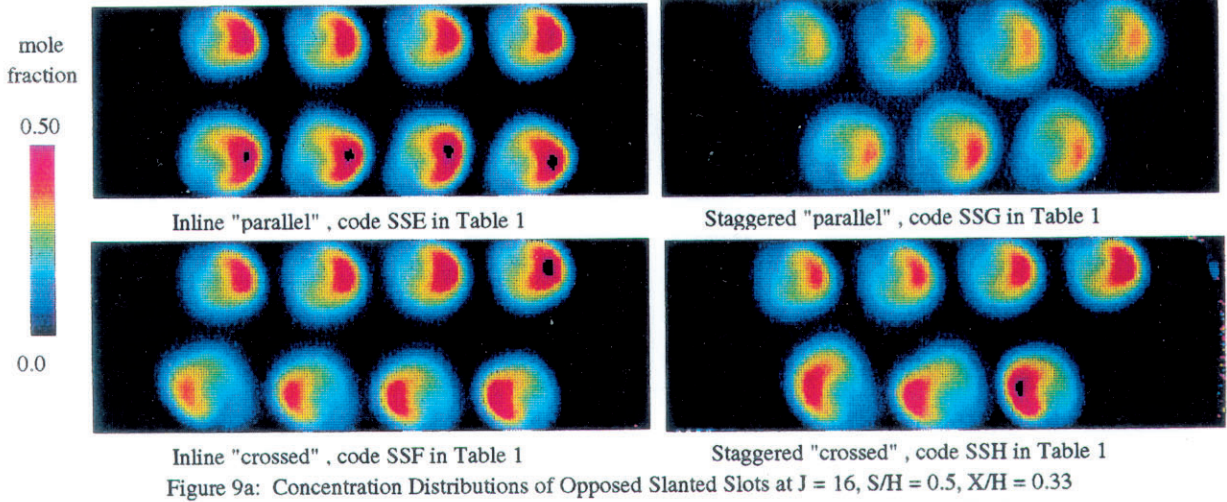 mole
fraction
0.50
0.0
Inline "parallel" , code SSE in Table 1
Staggered "parallel" , code SSG in Table 1
Inline "crossed" , code SSF in Table 1
Staggered "crossed" , code SSH in Table 1
Figure 9a: Concentration Distributions of Opposed Slanted Slots at J = 16, S/H = 0.5, X/H = 0.33